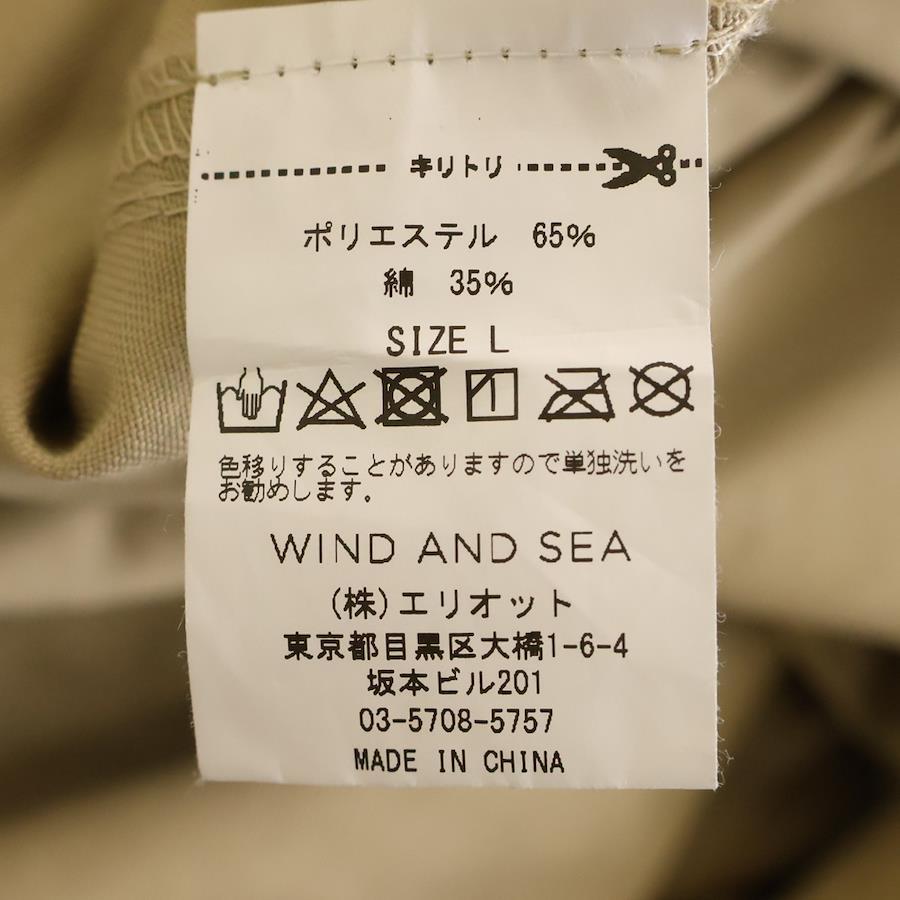 キリトリ
ポリエステル 65%
綿 35%
SIZE L
色移りすることがありますので単独洗いを
お勧めします。
WIND AND SEA
(株)エリオット
東京都目黒区大橋1-6-4
坂本ビル201
03-5708-5757
MADE IN CHINA